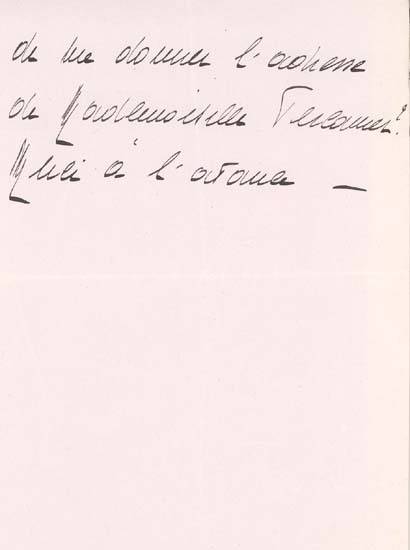 de me donner l'adresse
de Mademoiselle
Merci à l'avance —